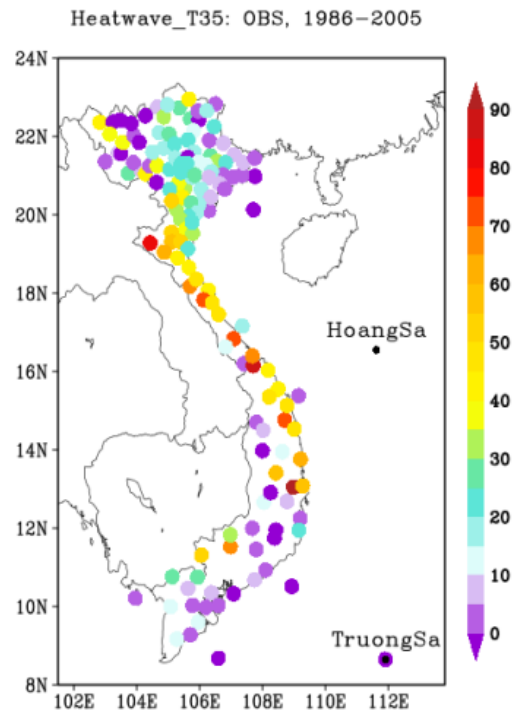 Heatwave_T35: OBS, 1986-2005
24N
22N
20N
18N
16N
14N
12N
10N
8N
102E 104E 106E 108E 110E 112E
HoangSa
TruongSa
90
80
70
60
50
40
30
20
10
0